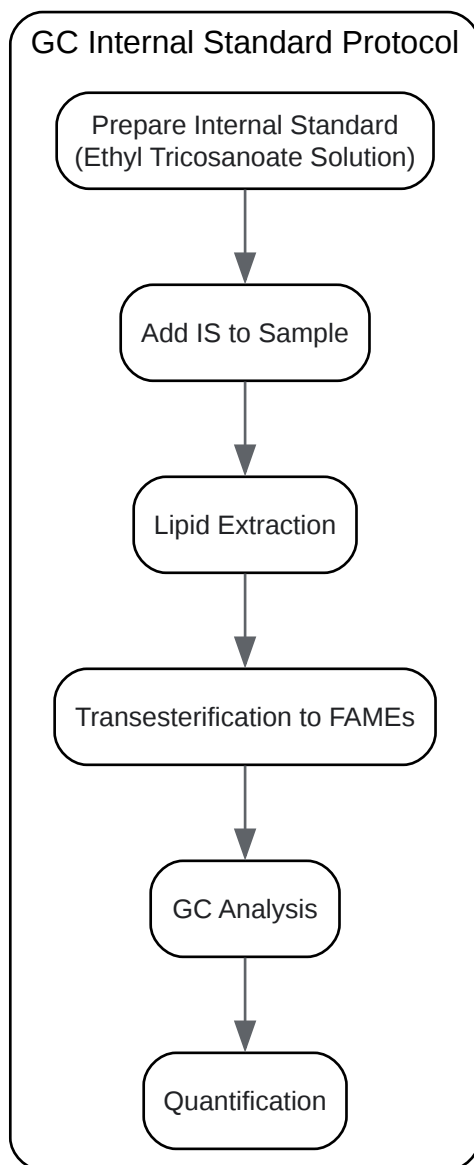 GC Internal Standard Protocol
Prepare Internal Standard
(Ethyl Tricosanoate Solution)
Add IS to Sample
Lipid Extraction
Transesterification to FAMEs
GC Analysis
Quantification